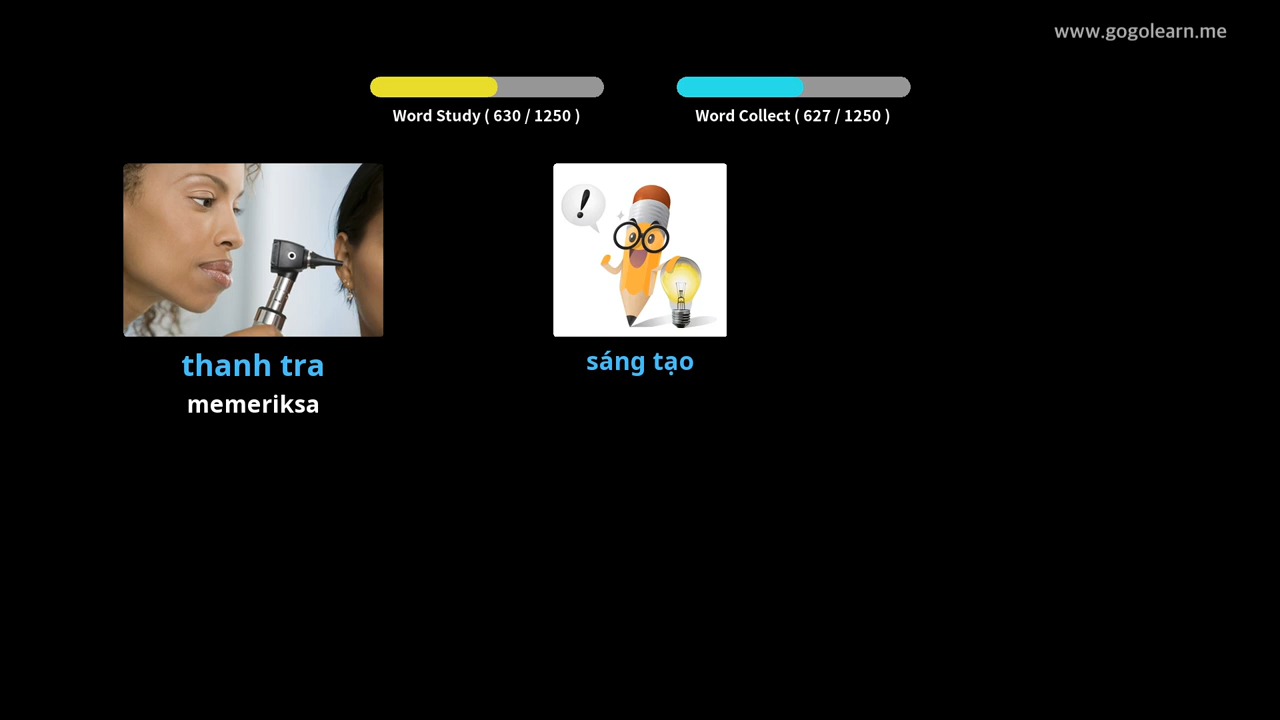 www.gogolearn.me
Word Study ( 630 / 1250 )
Word Collect ( 627 / 1250 )
!
thanh tra
memeriksa
sáng tạo